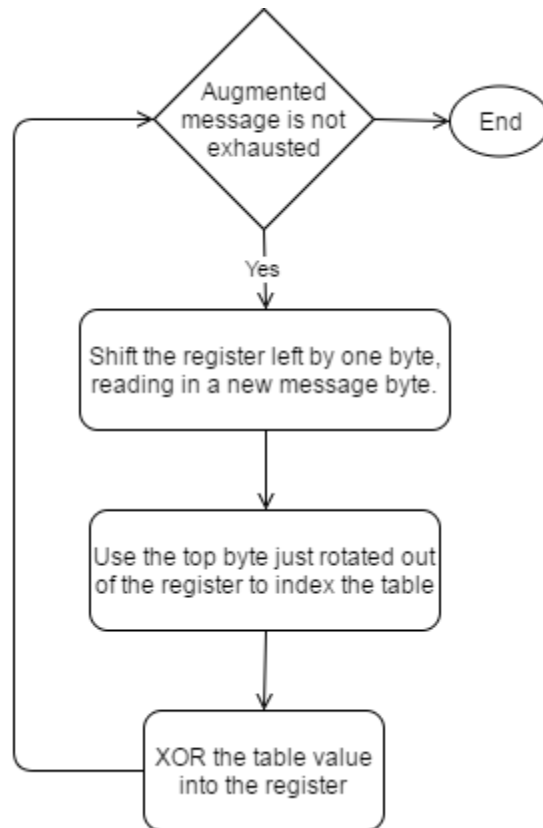 Augmented
message is not
exhausted
End
Yes
Shift the register left by one byte,
reading in a new message byte.
Use the top byte just rotated out
of the register to index the table
XOR the table value
into the register